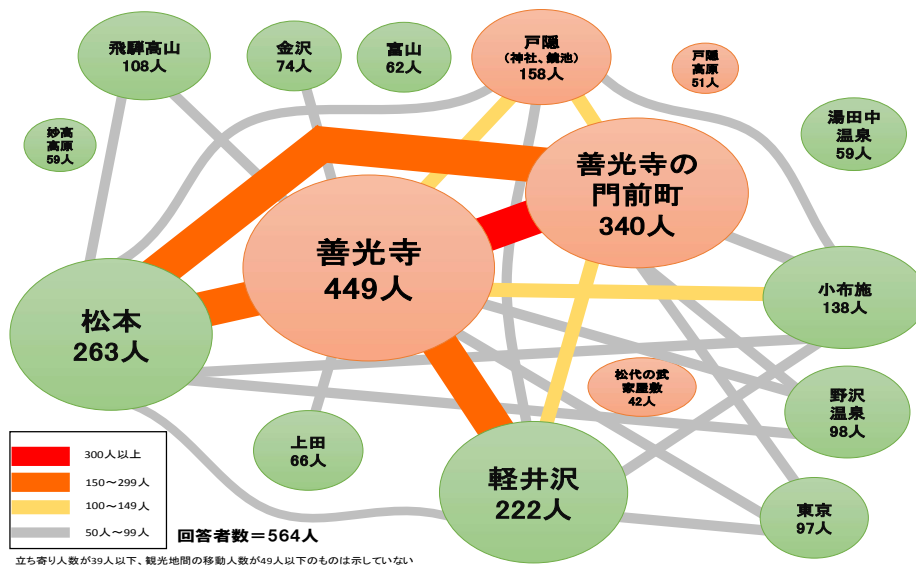 飛騨高山
108人
金沢
74人
富山
62人
戸隠
（神社、鏡池）
158人
戸隠
高原
51人
湯田中
温泉
59人
妙高
高原
59人
善光寺の
門前町
340人
善光寺
449人
松本
263人
小布施
138人
松代の武
家屋敷
42人
野沢
温泉
98人
上田
66人
軽井沢
222人
東京
97人
300人以上
150～299人
100～149人
50人～99人
回答者数＝564人
立ち寄り人数が39人以下、観光地間の移動人数が49人以下のものは示していない